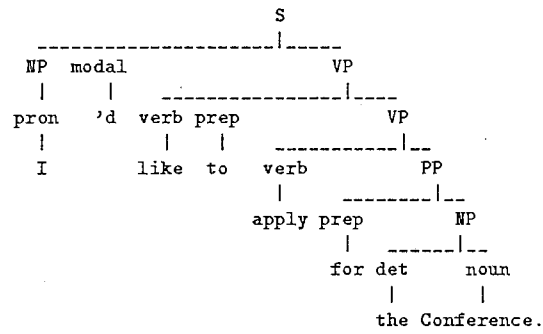 S
NP modal VP
pron 'd verb prep VP
I like to verb PP
apply prep NP
for det noun
the Conference.